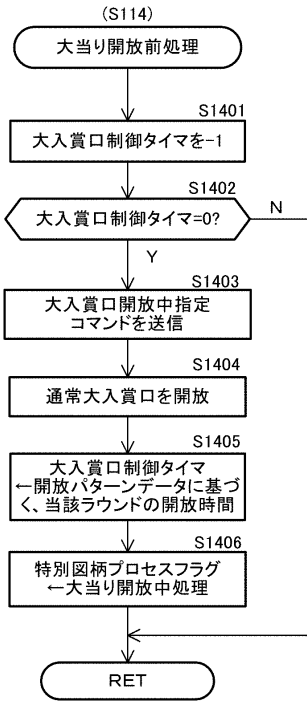 (S114)
大当り開放前処理
S1401
大入賞口制御タイマを-1
S1402
大入賞口制御タイマ=0?
N
Y
S1403
大入賞口開放中指定
コマンドを送信
S1404
通常大入賞口を開放
S1405
大入賞口制御タイマ
←開放パターンデータに基づ
く、当該ラウンドの開放時間
S1406
特別図柄プロセスフラグ
←大当り開放中処理
RET